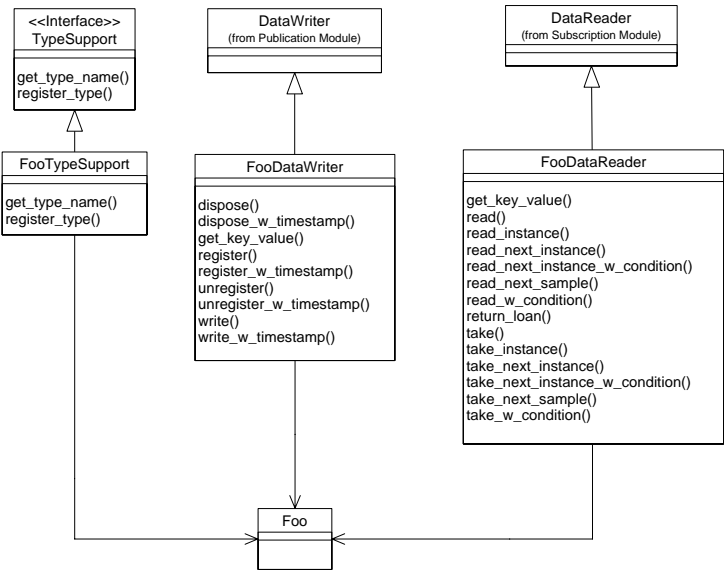 <<Interface>>
TypeSupport
get_type_name()
register_type()
DataWriter
(from Publication Module)
DataReader
(from Subscription Module)
FooTypeSupport
get_type_name()
register_type()
FooDataWriter
dispose()
dispose_w_timestamp()
get_key_value()
register()
register_w_timestamp()
unregister()
unregister_w_timestamp()
write()
write_w_timestamp()
FooDataReader
get_key_value()
read()
read_instance()
read_next_instance()
read_next_instance_w_condition()
read_next_sample()
read_w_condition()
return_loan()
take()
take_instance()
take_next_instance()
take_next_instance_w_condition()
take_next_sample()
take_w_condition()
Foo